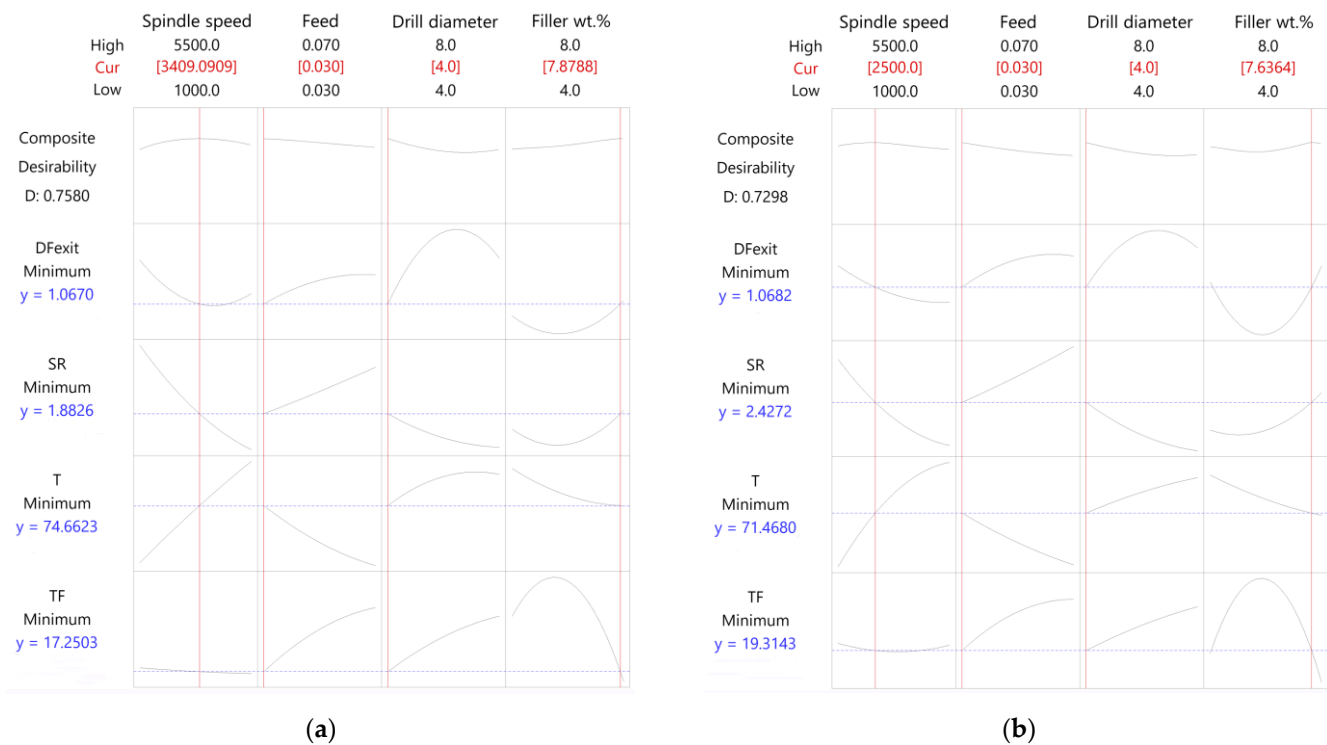 Spindle speed Feed Drill diameter Filler wt.%
High 5500.0 0.070 8.0 8.0
Cur [3409.0909] [0.030] [4.0] [7.8788]
Low 1000.0 0.030 4.0 4.0
Composite
Desirability
D: 0.7580
DFexit
Minimum
y = 1.0670
SR
Minimum
y = 1.8826
T
Minimum
y = 74.6623
TF
Minimum
y = 17.2503
(a)
Spindle speed Feed Drill diameter Filler wt.%
High 5500.0 0.070 8.0 8.0
Cur [2500.0] [0.030] [4.0] [7.6364]
Low 1000.0 0.030 4.0 4.0
Composite
Desirability
D: 0.7298
DFexit
Minimum
y = 1.0682
SR
Minimum
y = 2.4272
T
Minimum
y = 71.4680
TF
Minimum
y = 19.3143
(b)